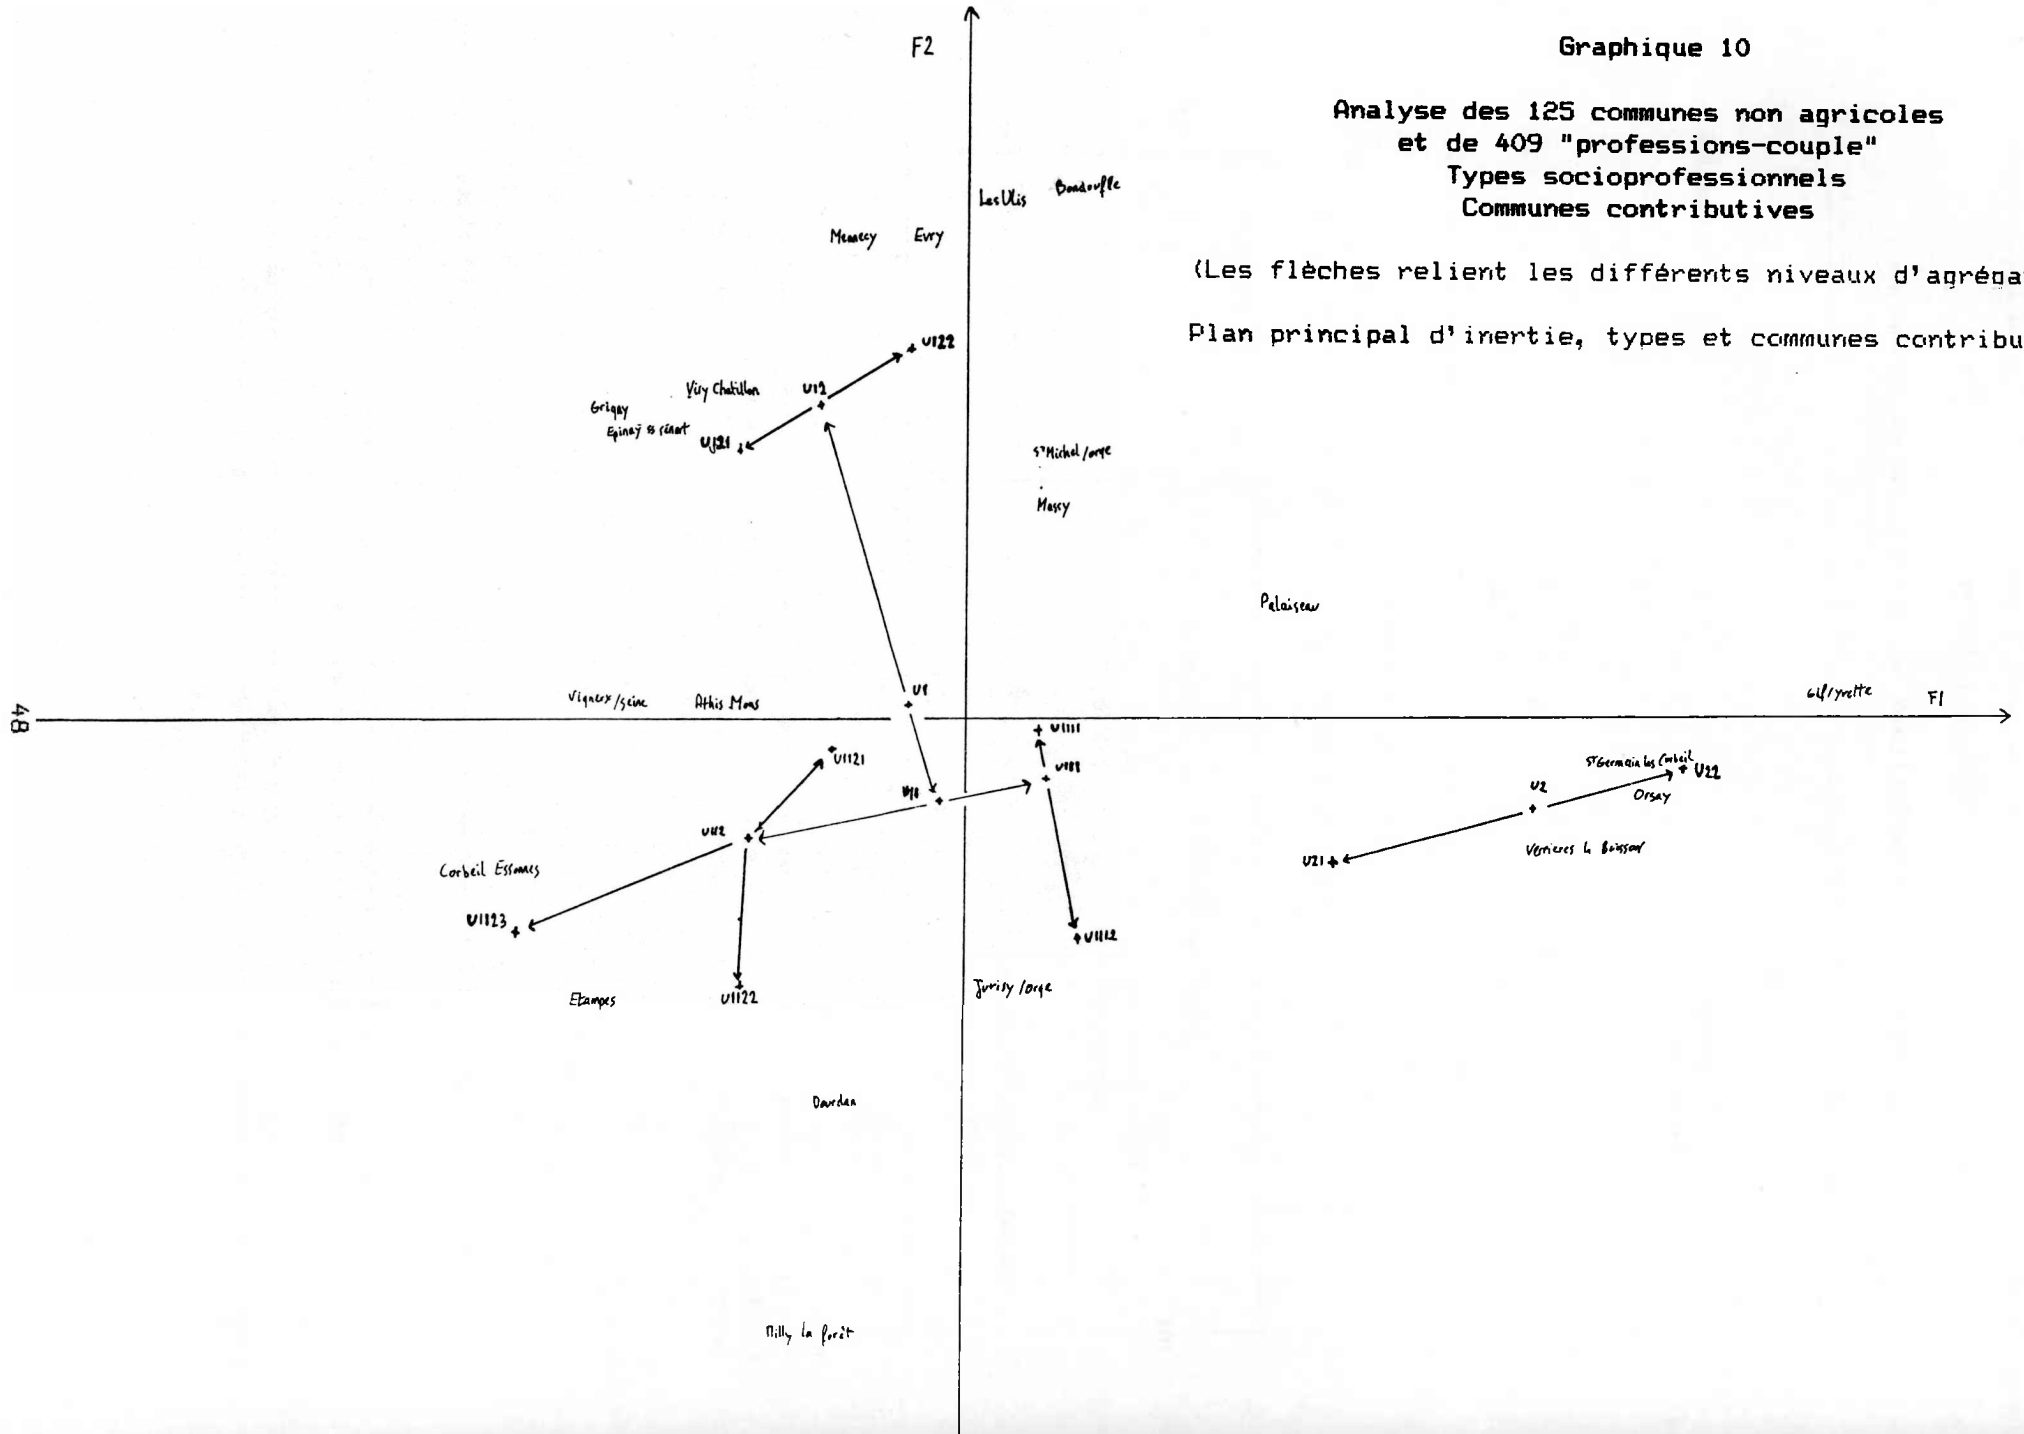 Graphique 10
Analyse des 125 communes non agricoles
et de 409 "professions-couple"
Types socioprofessionnels
Communes contributives
(Les flèches relient les différents niveaux d'agréga
Plan principal d'inertie, types et communes contribu
F2
Les Ulis
Bondoufle
Mennecy
Evry
U122
Viry Chatillon
U12
Grigny
Epinay ss sénart
U121
St Michel/orge
Massy
Palaiseau
U1
Vigneux/seine
Athis Mons
Gif/yvette
F1
48
U1111
U1121
U111
St Germain les Corbeil
U22
U11
U2
Orsay
U112
Verrieres le Buisson
U21
Corbeil Essonnes
U1123
U1112
Etampes
U1122
Juvisy/orge
Dourdan
Milly la forêt